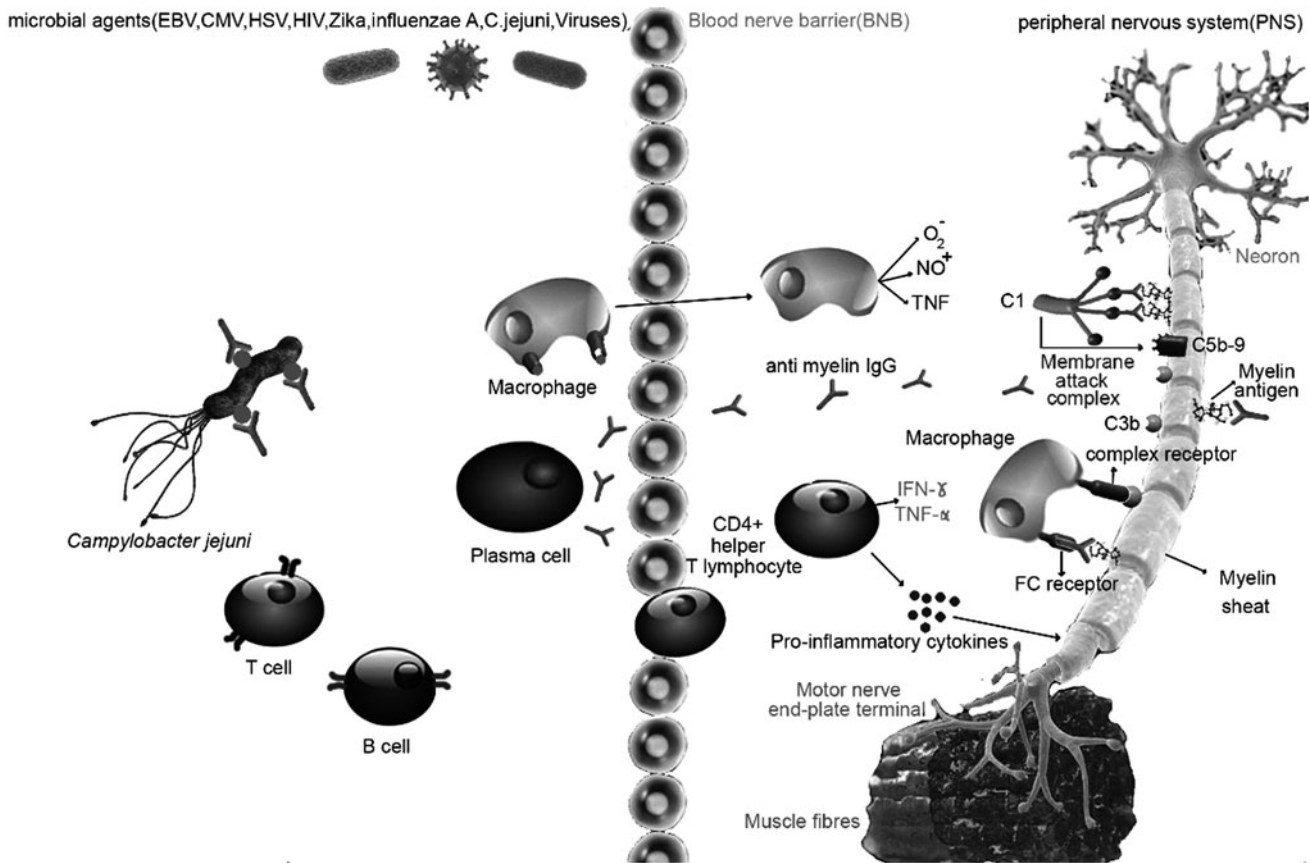 microbial agents(EBV,CMV,HSV,HIV,Zika,influenzae A,C.jejuni,Viruses),
Blood nerve barrier(BNB)
peripheral nervous system(PNS)
Neoron
O2-
NO+
TNF
C1
C5b-9
Membrane
attack
complex
Myelin
antigen
Macrophage
anti myelin IgG
C3b
Macrophage
complex receptor
IFN-ɣ
TNF-α
Campylobacter jejuni
Plasma cell
CD4+
helper
T lymphocyte
FC receptor
Myelin
sheat
T cell
Pro-inflammatory cytokines
B cell
Motor nerve
end-plate terminal
Muscle fibres